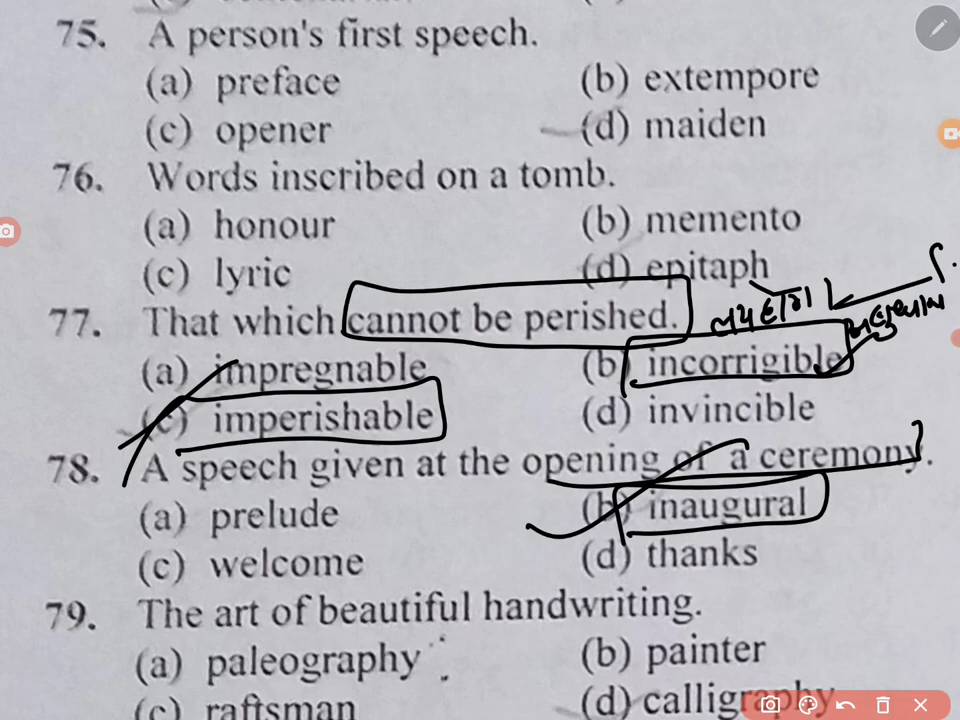 75. A person's first speech.
(a) preface (b) extempore
(c) opener (d) maiden
76. Words inscribed on a tomb.
(a) honour (b) memento
(c) lyric (d) epitaph
77. That which cannot be perished.
(a) impregnable (b) incorrigible
(c) imperishable (d) invincible
78. A speech given at the opening of a ceremony.
(a) prelude (b) inaugural
(c) welcome (d) thanks
79. The art of beautiful handwriting.
(a) paleography (b) painter
(c) raftsman (d) calligraphy